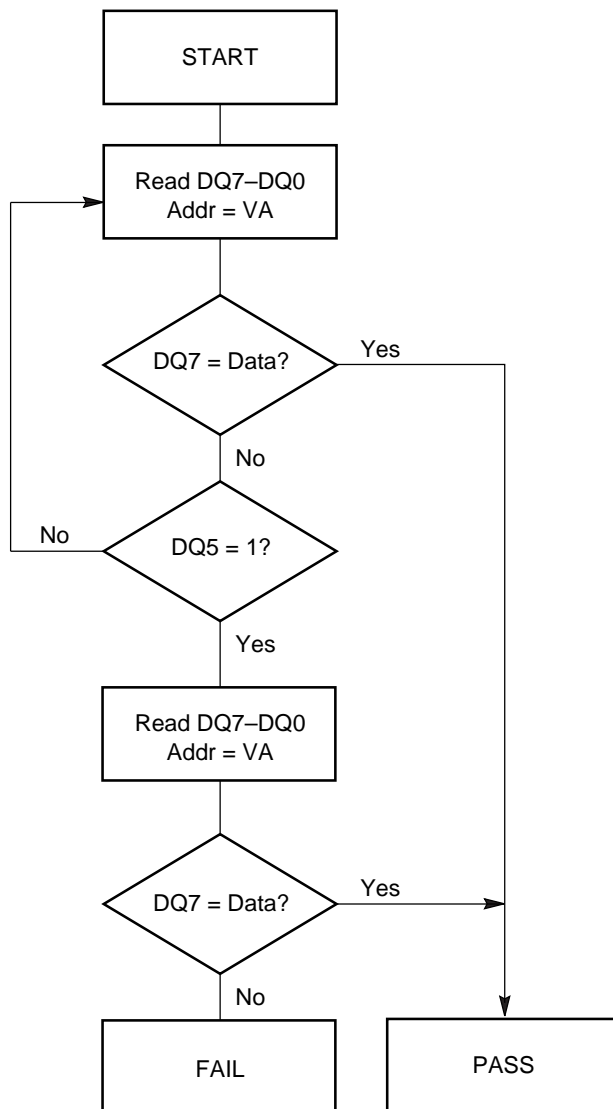 START
Read DQ7–DQ0
Addr = VA
DQ7 = Data?
Yes
No
No
DQ5 = 1?
Yes
Read DQ7–DQ0
Addr = VA
DQ7 = Data?
Yes
No
FAIL
PASS